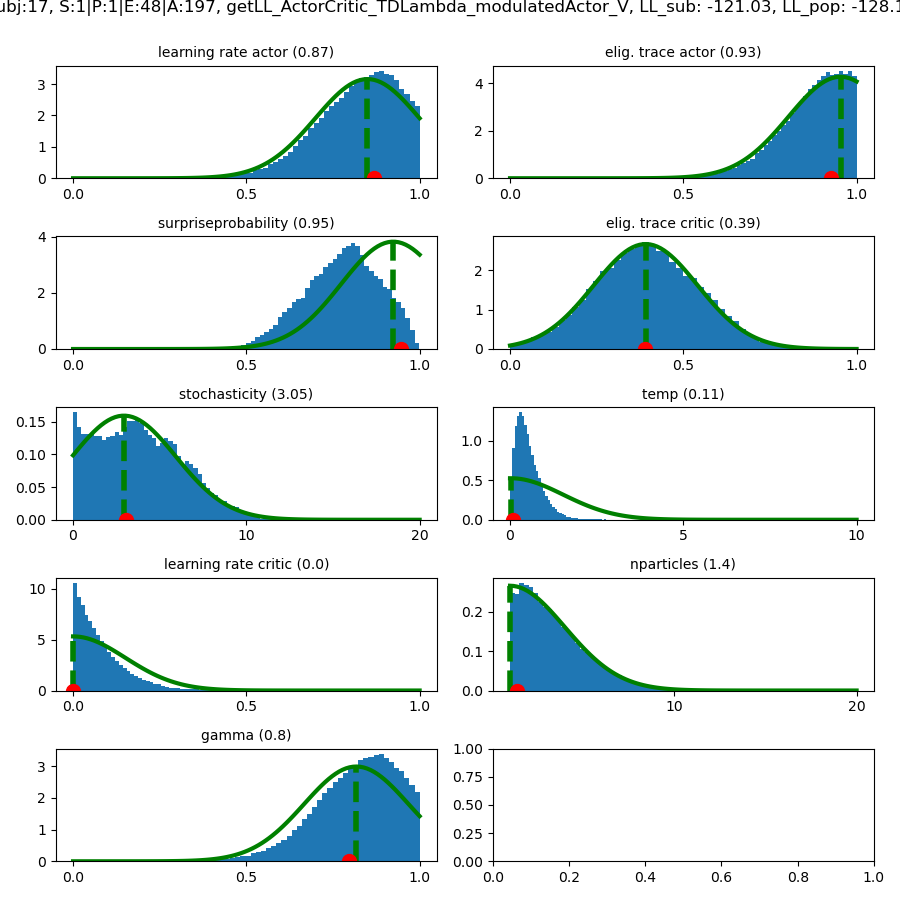 ubj:17, S:1|P:1|E:48|A:197, getLL_ActorCritic_TDLambda_modulatedActor_V, LL_sub: -121.03, LL_pop: -128.1
learning rate actor (0.87)
elig. trace actor (0.93)
3
2
1
0
0.0 0.5 1.0
4
2
0
0.0 0.5 1.0
surpriseprobability (0.95)
elig. trace critic (0.39)
4
2
0
0.0 0.5 1.0
2
1
0
0.0 0.5 1.0
stochasticity (3.05)
temp (0.11)
0.15
0.10
0.05
0.00
0 10 20
1.0
0.5
0.0
0 5 10
learning rate critic (0.0)
nparticles (1.4)
10
5
0
0.0 0.5 1.0
0.2
0.1
0.0
10 20
gamma (0.8)
3
2
1
0
0.0 0.5 1.0
1.00
0.75
0.50
0.25
0.00
0.0 0.2 0.4 0.6 0.8 1.0